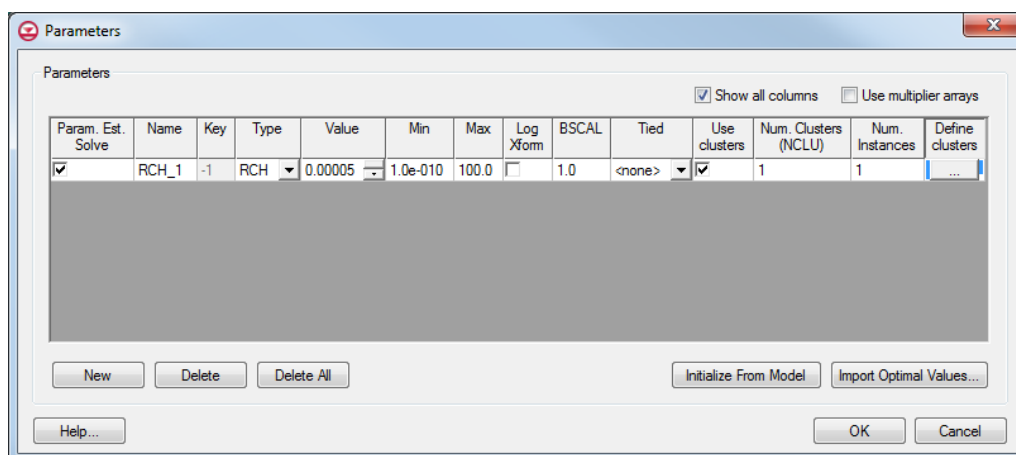 Parameters
Parameters
Show all columns Use multiplier arrays
Param. Est. Solve Name Key Type Value Min Max Log Xform BSCAL Tied Use clusters Num. Clusters (NCLU) Num. Instances Define clusters
RCH_1 -1 RCH 0.00005 1.0e-010 100.0 1.0 <none> 1 1 ...
New Delete Delete All Initialize From Model Import Optimal Values...
Help... OK Cancel